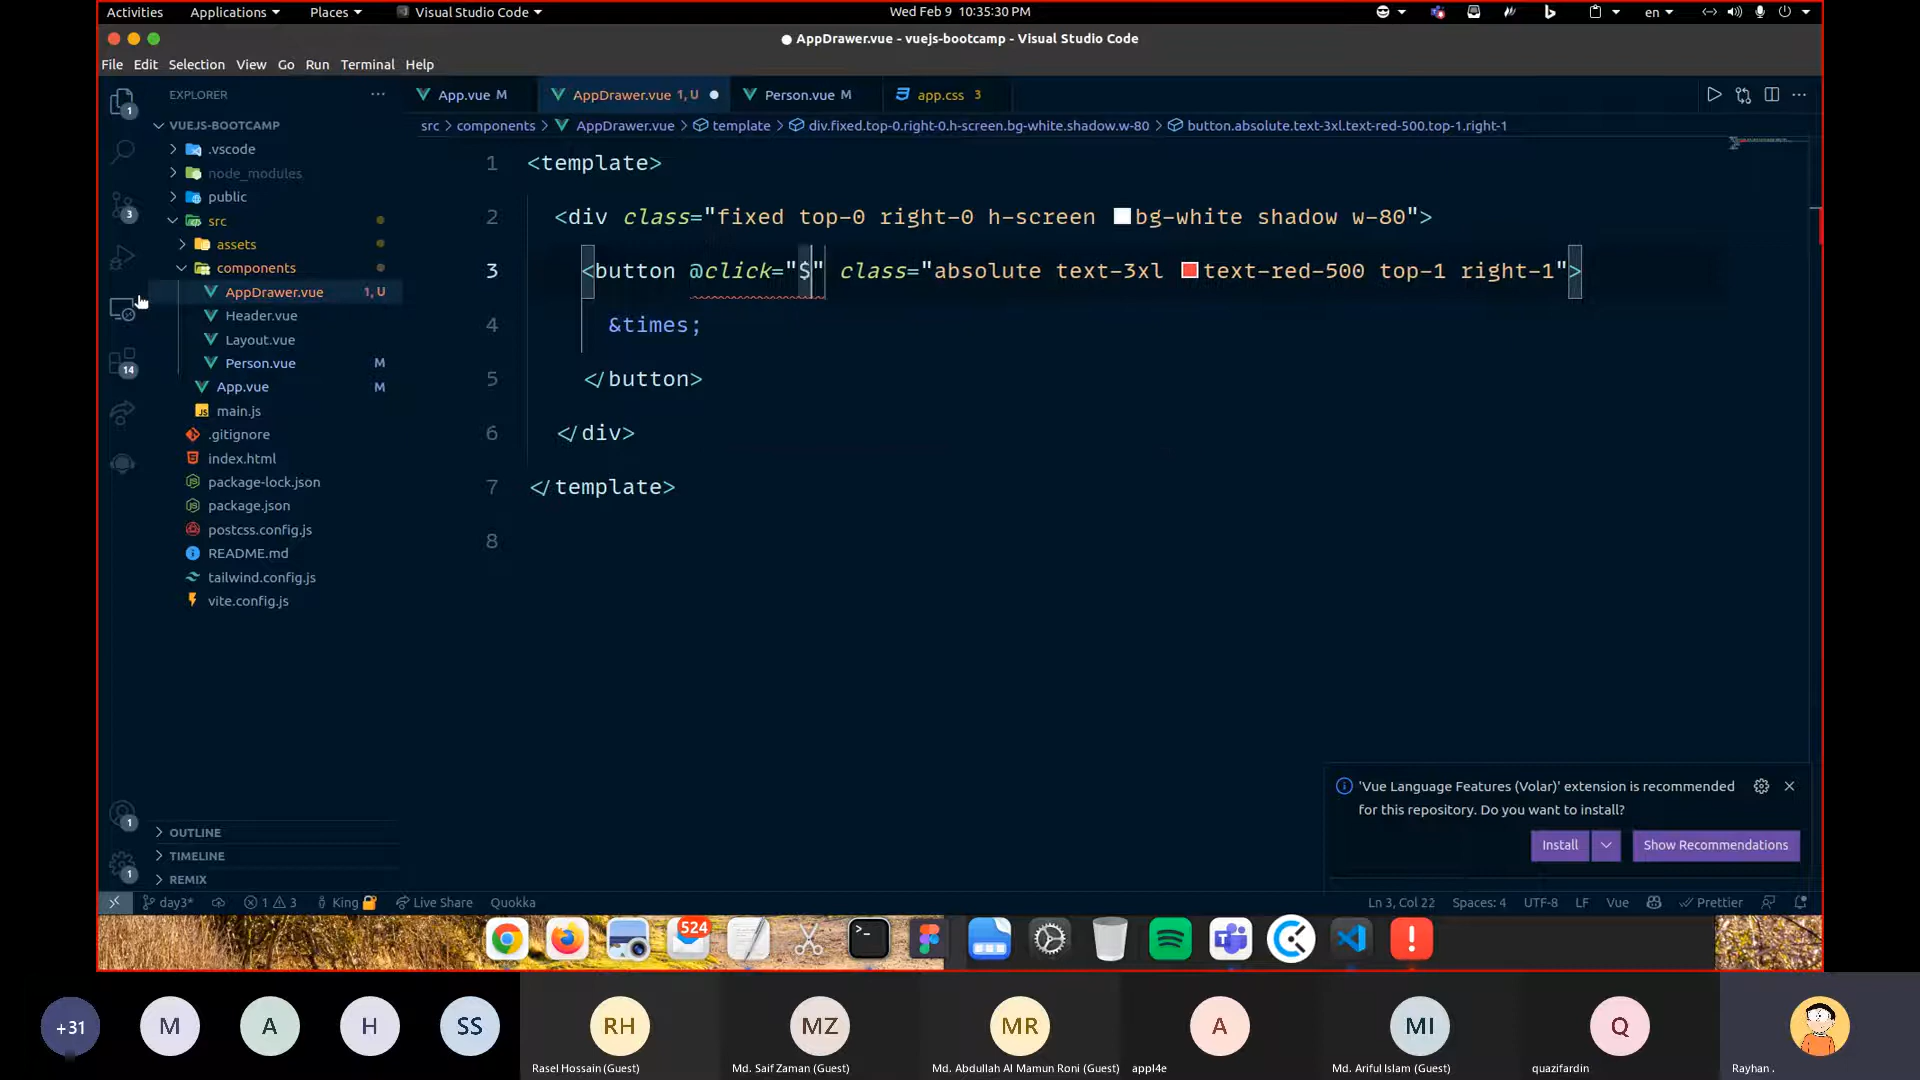 Activities Applications Places Visual Studio Code Wed Feb 9 10:35:30 PM en
AppDrawer.vue - vuejs-bootcamp - Visual Studio Code
File Edit Selection View Go Run Terminal Help
EXPLORER
App.vue M AppDrawer.vue 1, U Person.vue M app.css 3
src components AppDrawer.vue template div.fixed.top-0.right-0.h-screen.bg-white.shadow.w-80 button.absolute.text-3xl.text-red-500.top-1.right-1
VUEJS-BOOTCAMP
.vscode
node_modules
public
src
assets
components
AppDrawer.vue 1, U
Header.vue
Layout.vue
Person.vue M
App.vue M
main.js
.gitignore
index.html
package-lock.json
package.json
postcss.config.js
README.md
tailwind.config.js
vite.config.js
OUTLINE
TIMELINE
REMIX
1
3
14
1
1
1 <template>
2 <div class="fixed top-0 right-0 h-screen bg-white shadow w-80">
3 <button @click="$" class="absolute text-3xl text-red-500 top-1 right-1">
4 &times;
5 </button>
6 </div>
7 </template>
8
'Vue Language Features (Volar)' extension is recommended
for this repository. Do you want to install?
Install Show Recommendations
day3* 1 3 King Live Share Quokka Ln 3, Col 22 Spaces: 4 UTF-8 LF Vue Prettier
524
+31 M A H SS RH MZ MR A MI Q
Rasel Hossain (Guest) Md. Saif Zaman (Guest) Md. Abdullah Al Mamun Roni (Guest) appl4e Md. Ariful Islam (Guest) quazifardin Rayhan .